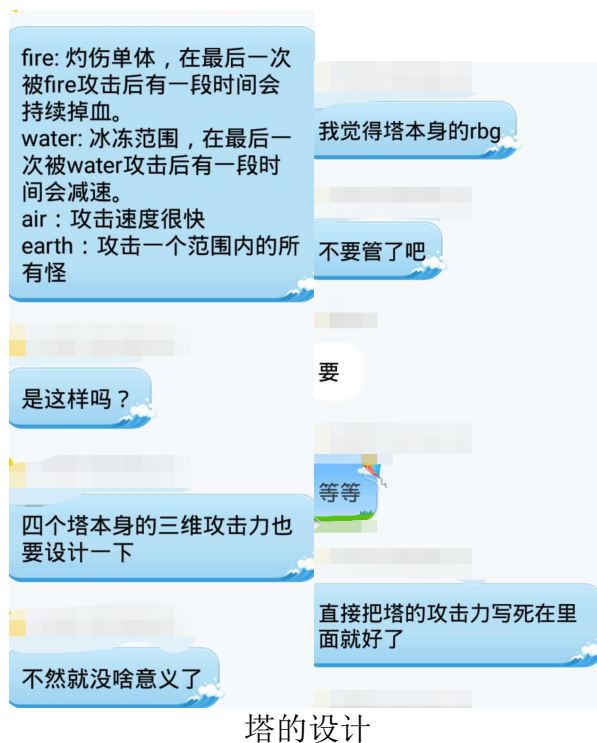 fire: 灼伤单体，在最后一次
被fire攻击后有一段时间会
持续掉血。
water: 冰冻范围，在最后一
次被water攻击后有一段时
间会减速。
air：攻击速度很快
earth：攻击一个范围内的所
有怪
是这样吗？
四个塔本身的三维攻击力也
要设计一下
不然就没啥意义了
我觉得塔本身的rbg
不要管了吧
要
等等
直接把塔的攻击力写死在里
面就好了
塔的设计